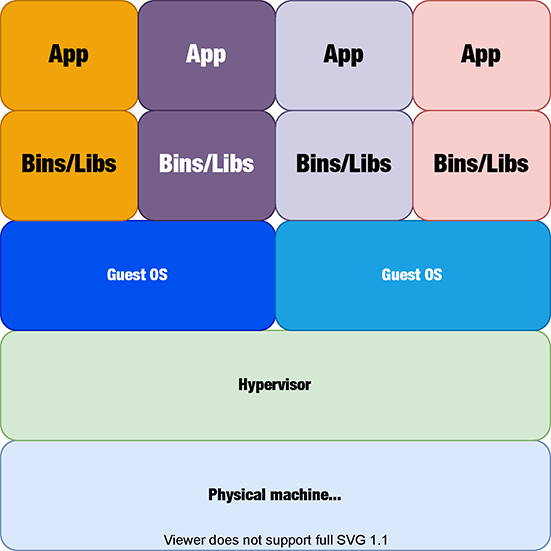 App App App App
Bins/Libs Bins/Libs Bins/Libs Bins/Libs
Guest OS Guest OS
Hypervisor
Physical machine...
Viewer does not support full SVG 1.1